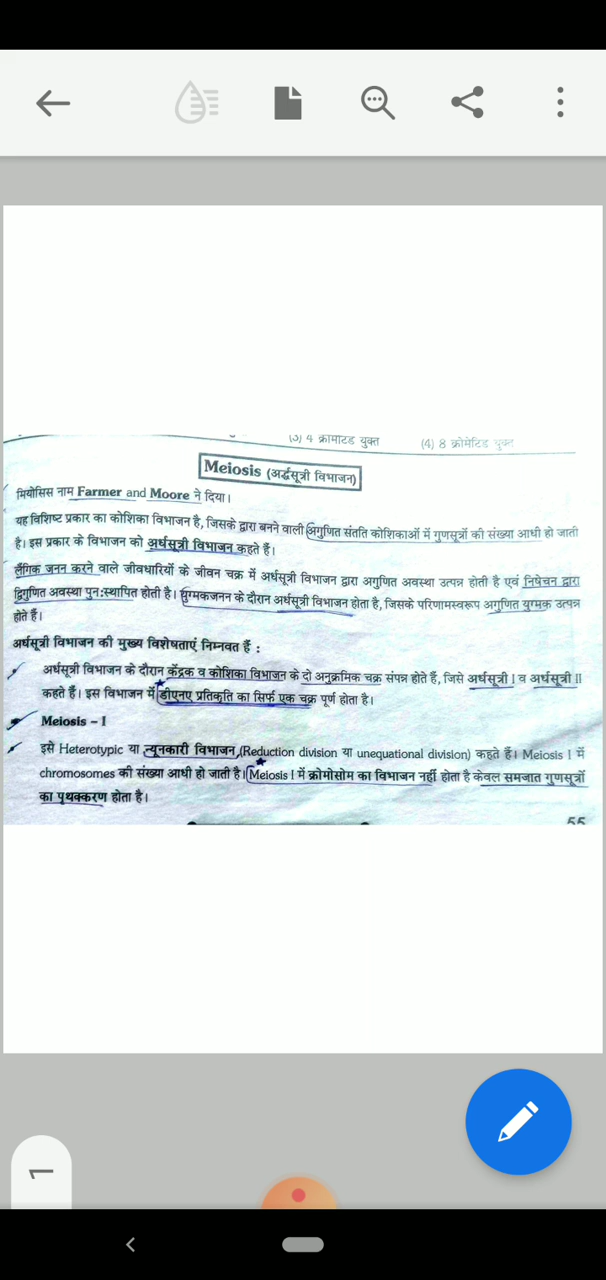 (3) 4 क्रोमेटिड युक्त (4) 8 क्रोमेटिड युक्त
Meiosis (अर्द्धसूत्री विभाजन)
मियोसिस नाम Farmer and Moore ने दिया।
यह विशिष्ट प्रकार का कोशिका विभाजन है, जिसके द्वारा बनने वाली अगुणित संतति कोशिकाओं में गुणसूत्रों की संख्या आधी हो जाती
है। इस प्रकार के विभाजन को अर्धसूत्री विभाजन कहते हैं।
लैंगिक जनन करने वाले जीवधारियों के जीवन चक्र में अर्धसूत्री विभाजन द्वारा अगुणित अवस्था उत्पन्न होती है एवं निषेचन द्वारा
द्विगुणित अवस्था पुन:स्थापित होती है। युग्मकजनन के दौरान अर्धसूत्री विभाजन होता है, जिसके परिणामस्वरूप अगुणित युग्मक उत्पन्न
होते हैं।
अर्धसूत्री विभाजन की मुख्य विशेषताएं निम्नवत हैं :
अर्धसूत्री विभाजन के दौरान केंद्रक व कोशिका विभाजन के दो अनुक्रमिक चक्र संपन्न होते हैं, जिसे अर्धसूत्री I व अर्धसूत्री II
कहते हैं। इस विभाजन में डीएनए प्रतिकृति का सिर्फ एक चक्र पूर्ण होता है।
Meiosis – I
इसे Heterotypic या न्यूनकारी विभाजन (Reduction division या unequational division) कहते हैं। Meiosis I में
chromosomes की संख्या आधी हो जाती है। Meiosis I में क्रोमोसोम का विभाजन नहीं होता है केवल समजात गुणसूत्रों
का पृथक्करण होता है।
55
1